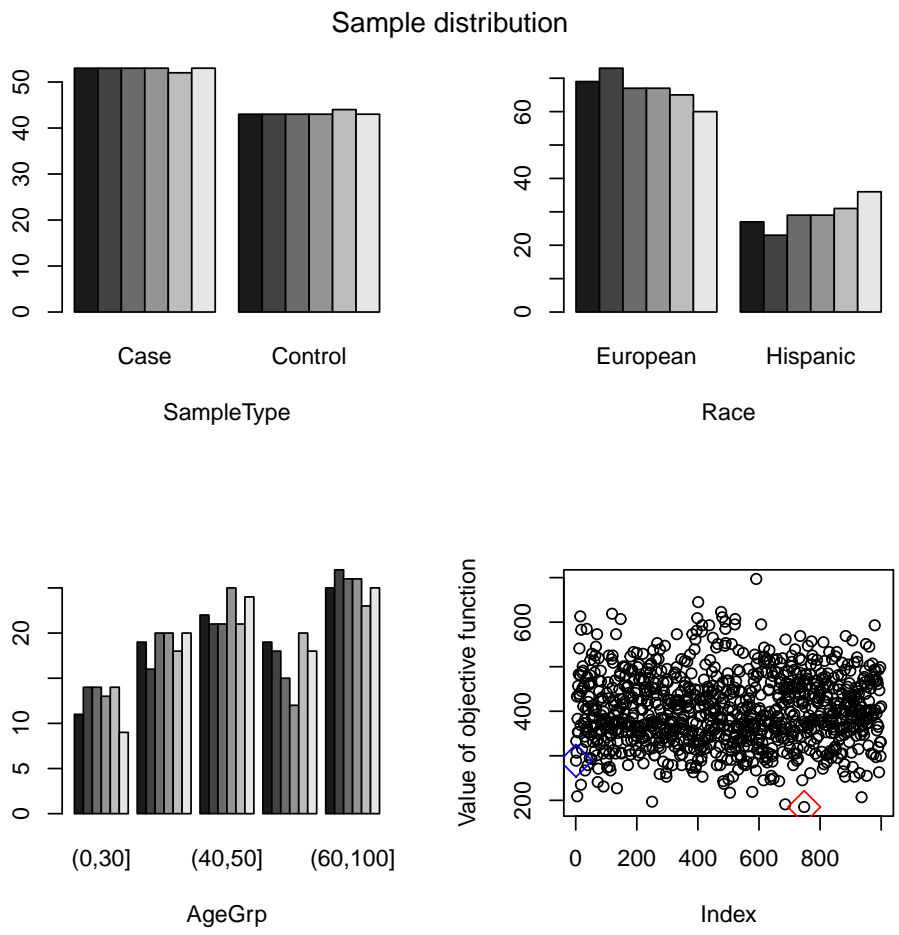 Sample distribution
0 10 20 30 40 50
Case Control
SampleType
0 20 40 60
European Hispanic
Race
0 5 10 20
(0,30] (40,50] (60,100]
AgeGrp
Value of objective function
200 400 600
0 200 400 600 800
Index